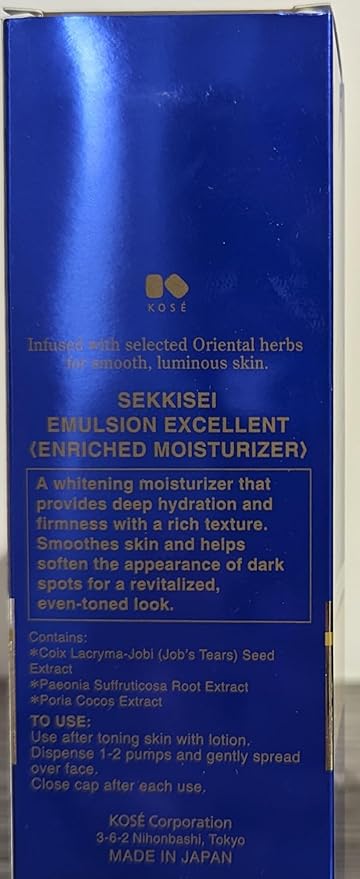 KOSÉ
Infused with selected Oriental herbs
for smooth, luminous skin.
SEKKISEI
EMULSION EXCELLENT
〈ENRICHED MOISTURIZER〉
A whitening moisturizer that
provides deep hydration and
firmness with a rich texture.
Smoothes skin and helps
soften the appearance of dark
spots for a revitalized,
even-toned look.
Contains:
*Coix Lacryma-Jobi (Job's Tears) Seed
Extract
*Paeonia Suffruticosa Root Extract
*Poria Cocos Extract
TO USE:
Use after toning skin with lotion.
Dispense 1-2 pumps and gently spread
over face.
Close cap after each use.
KOSÉ Corporation
3-6-2 Nihonbashi, Tokyo
MADE IN JAPAN